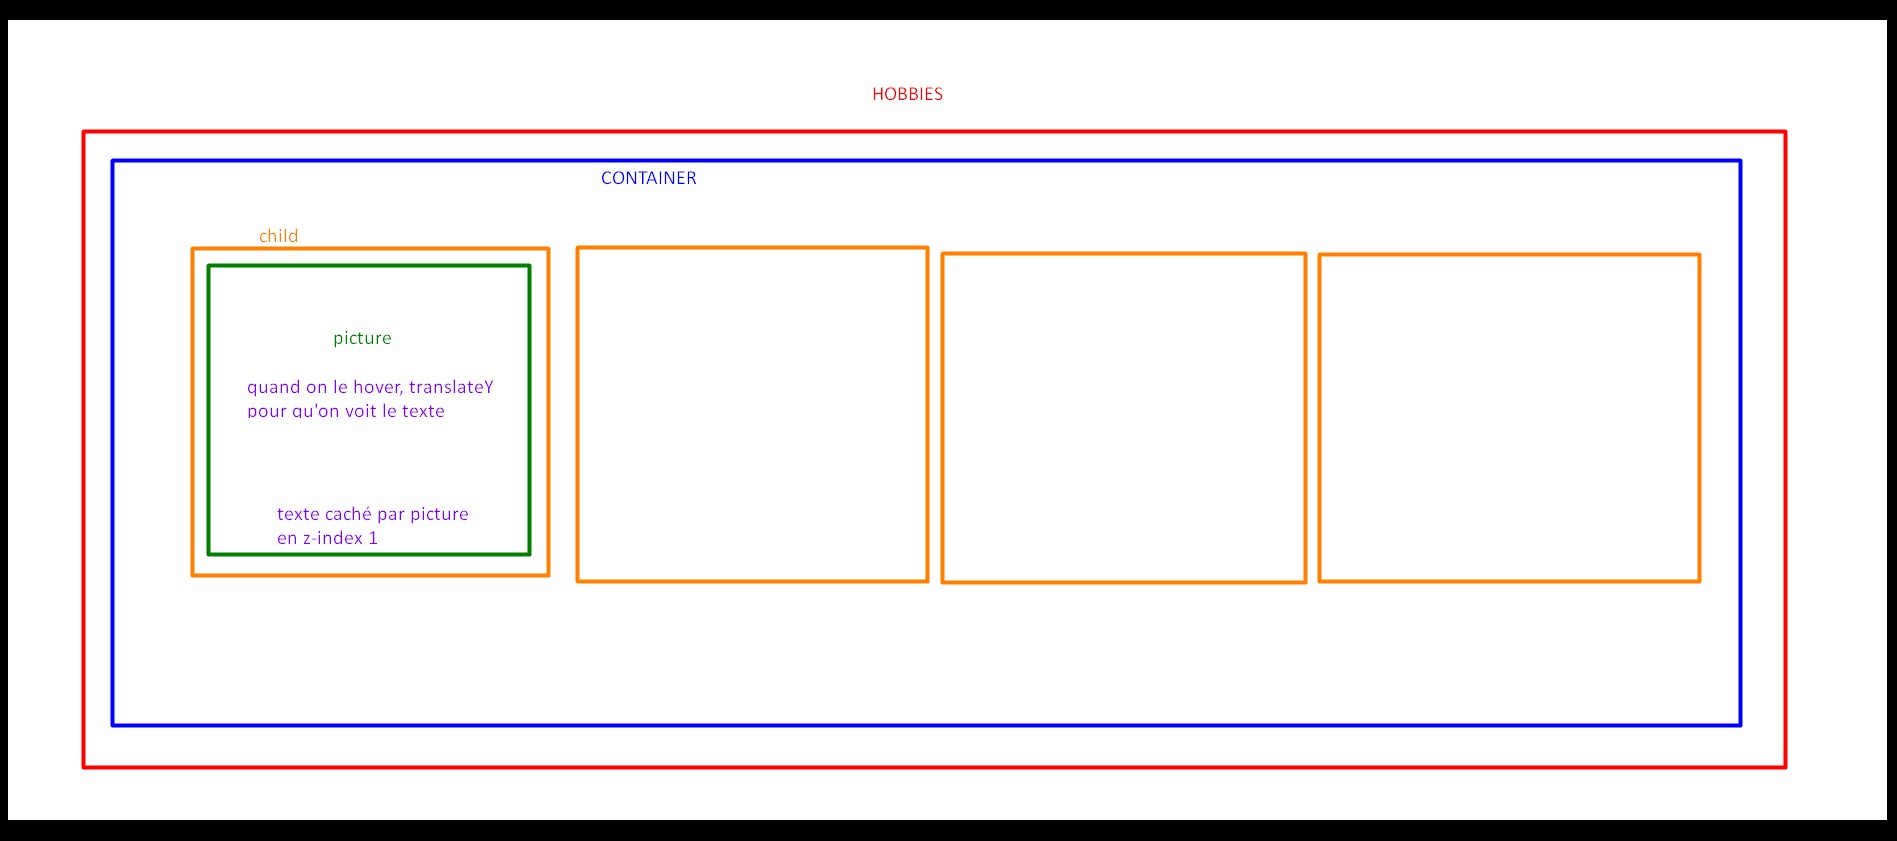 HOBBIES
CONTAINER
child
picture
quand on le hover, translateY
pour qu'on voit le texte
texte caché par picture
en z-index 1